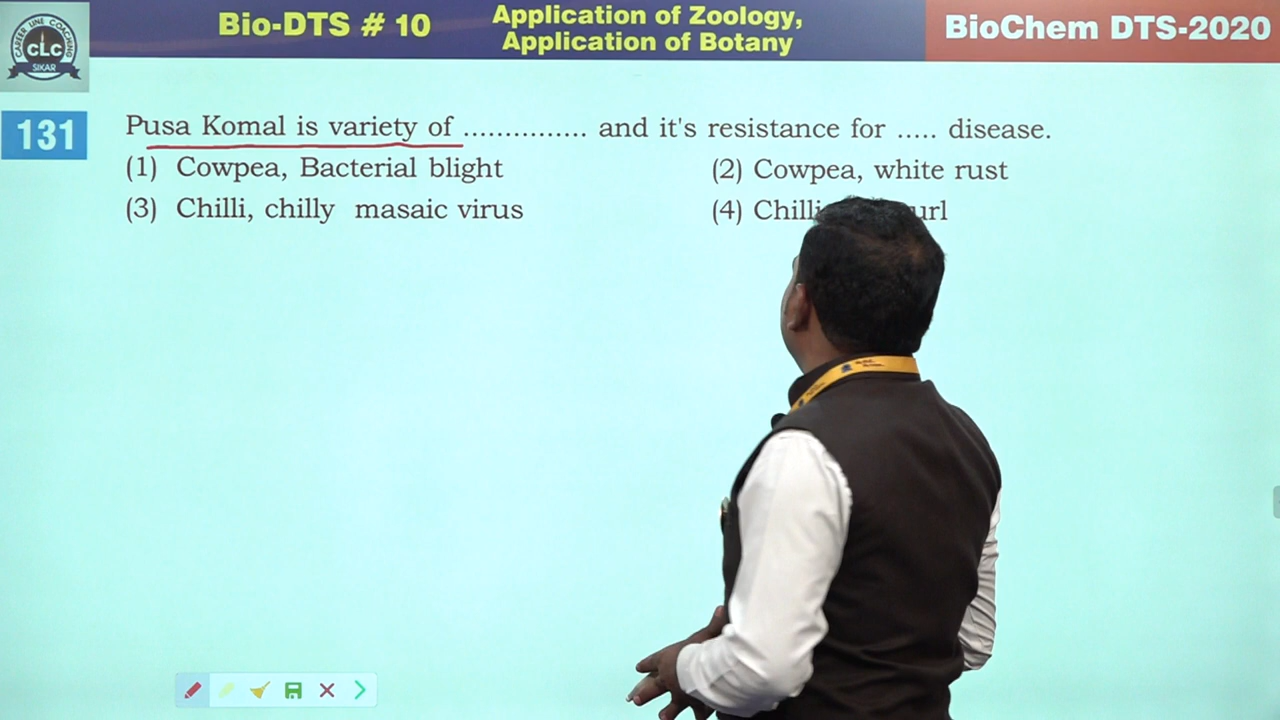 CAREER LINE COACHING
CLC
SIKAR
Bio-DTS # 10
Application of Zoology,
Application of Botany
BioChem DTS-2020
131
Pusa Komal is variety of ............... and it's resistance for ..... disease.
(1) Cowpea, Bacterial blight
(2) Cowpea, white rust
(3) Chilli, chilly masaic virus
(4)